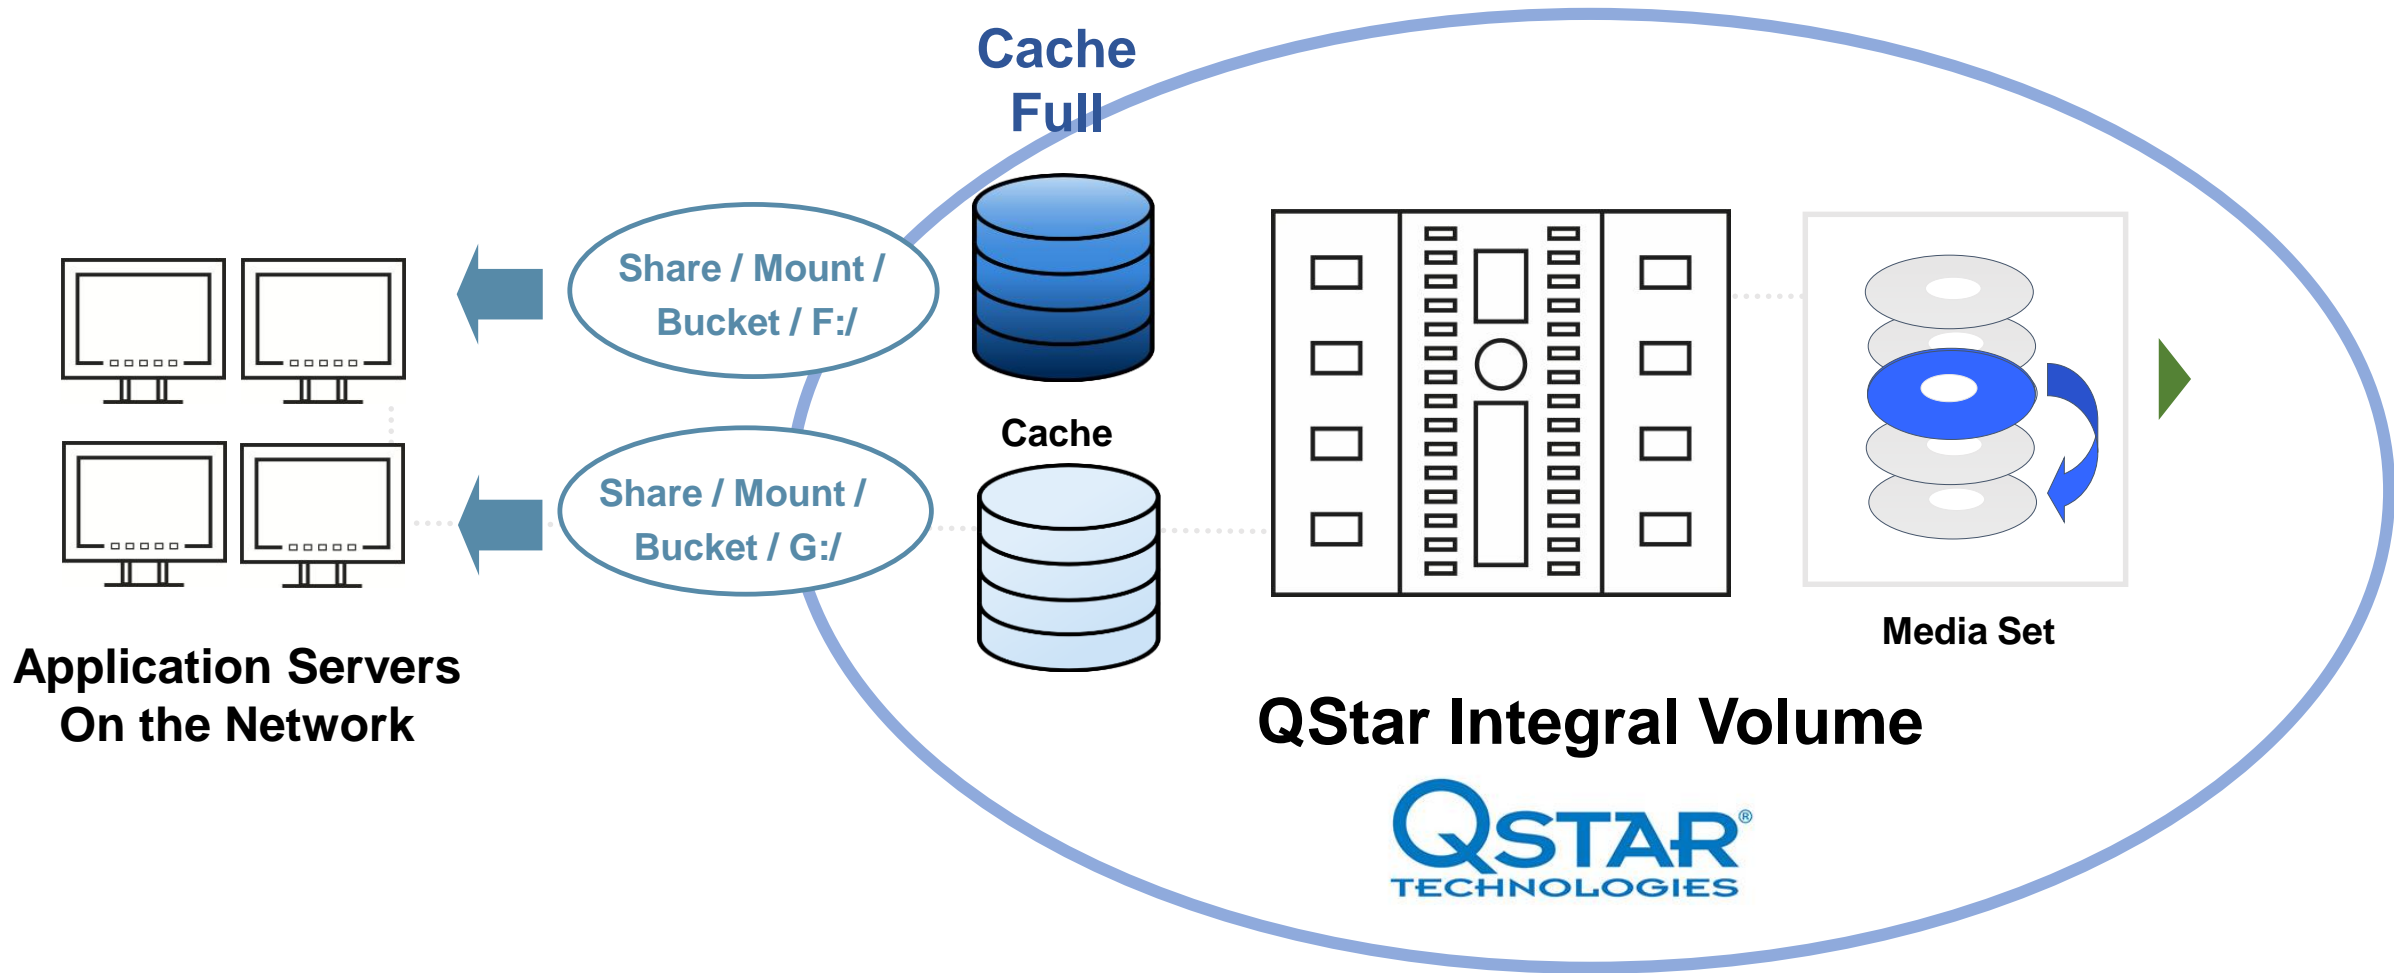 Cache
Full
Share / Mount /
Bucket / F:/
Cache
Share / Mount /
Bucket / G:/
Application Servers
On the Network
Media Set
QStar Integral Volume
QSTAR®
TECHNOLOGIES